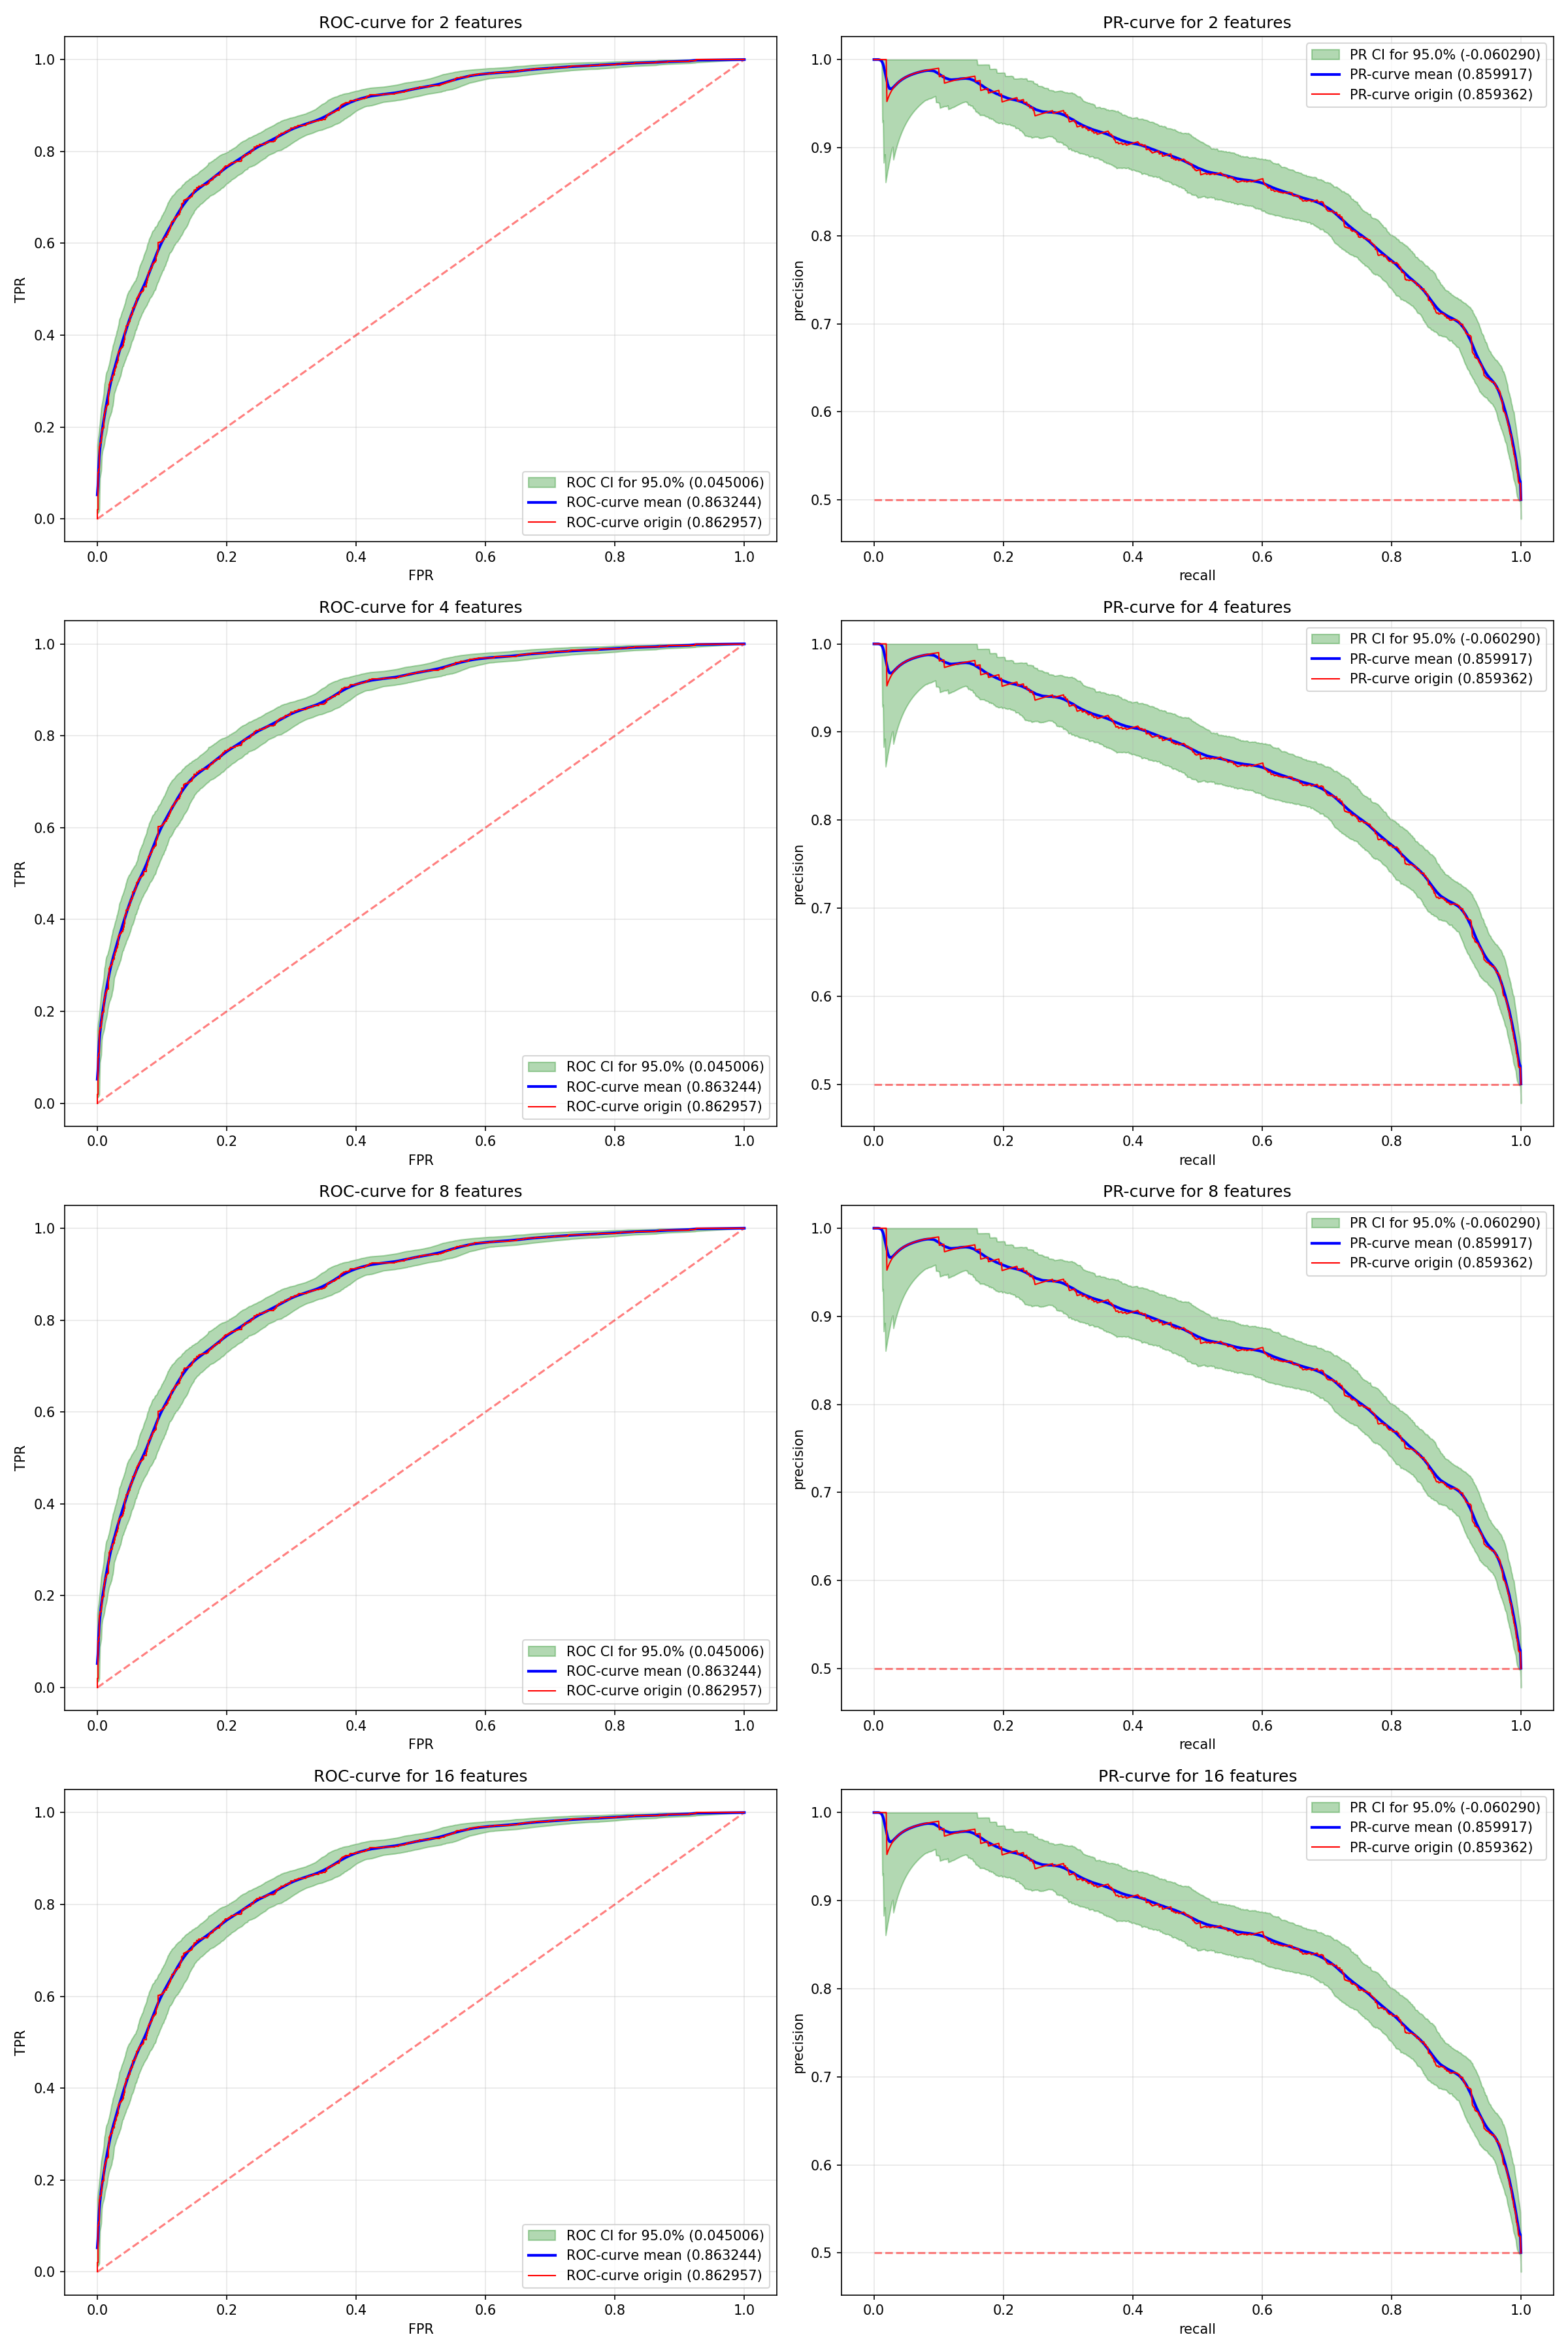 ROC-curve for 2 features
1.0
0.8
0.6
0.4
0.2
0.0
TPR
ROC CI for 95.0% (0.045006)
ROC-curve mean (0.863244)
ROC-curve origin (0.862957)
0.0 0.2 0.4 0.6 0.8 1.0
FPR
PR-curve for 2 features
1.0
0.9
0.8
0.7
0.6
0.5
precision
PR CI for 95.0% (-0.060290)
PR-curve mean (0.859917)
PR-curve origin (0.859362)
0.0 0.2 0.4 0.6 0.8 1.0
recall
ROC-curve for 4 features
1.0
0.8
0.6
0.4
0.2
0.0
TPR
ROC CI for 95.0% (0.045006)
ROC-curve mean (0.863244)
ROC-curve origin (0.862957)
0.0 0.2 0.4 0.6 0.8 1.0
FPR
PR-curve for 4 features
1.0
0.9
0.8
0.7
0.6
0.5
precision
PR CI for 95.0% (-0.060290)
PR-curve mean (0.859917)
PR-curve origin (0.859362)
0.0 0.2 0.4 0.6 0.8 1.0
recall
ROC-curve for 8 features
1.0
0.8
0.6
0.4
0.2
0.0
TPR
ROC CI for 95.0% (0.045006)
ROC-curve mean (0.863244)
ROC-curve origin (0.862957)
0.0 0.2 0.4 0.6 0.8 1.0
FPR
PR-curve for 8 features
1.0
0.9
0.8
0.7
0.6
0.5
precision
PR CI for 95.0% (-0.060290)
PR-curve mean (0.859917)
PR-curve origin (0.859362)
0.0 0.2 0.4 0.6 0.8 1.0
recall
ROC-curve for 16 features
1.0
0.8
0.6
0.4
0.2
0.0
TPR
ROC CI for 95.0% (0.045006)
ROC-curve mean (0.863244)
ROC-curve origin (0.862957)
0.0 0.2 0.4 0.6 0.8 1.0
FPR
PR-curve for 16 features
1.0
0.9
0.8
0.7
0.6
0.5
precision
PR CI for 95.0% (-0.060290)
PR-curve mean (0.859917)
PR-curve origin (0.859362)
0.0 0.2 0.4 0.6 0.8 1.0
recall